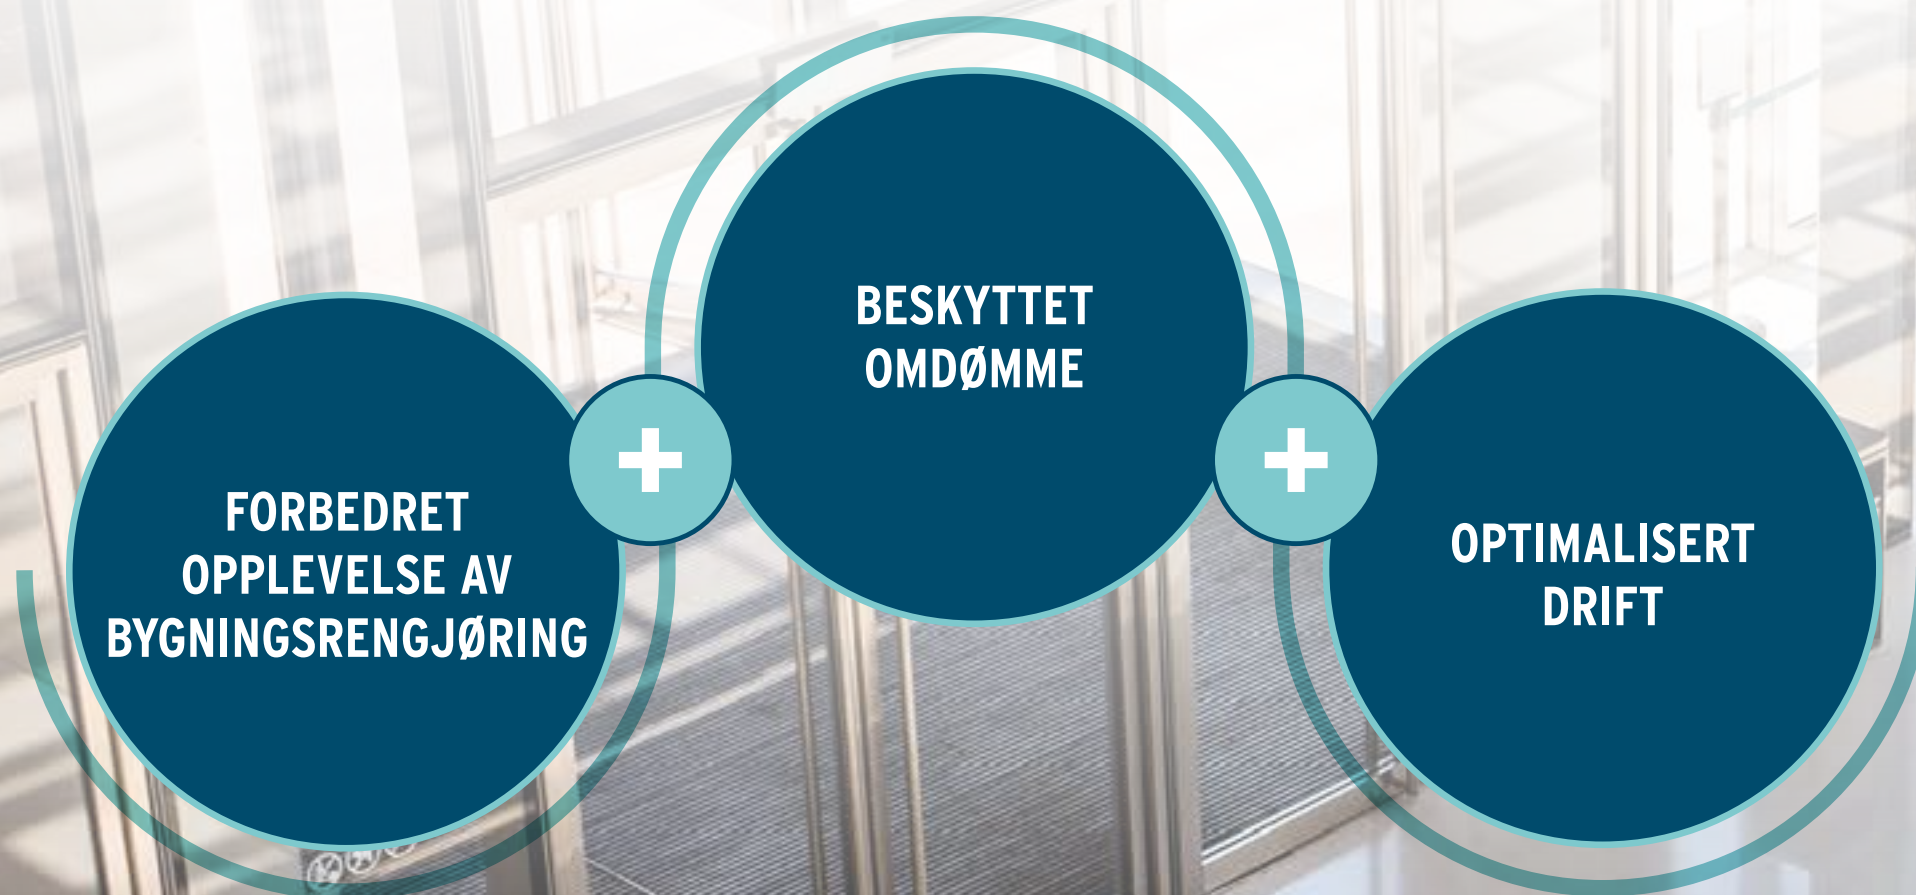 FORBEDRET
OPPLEVELSE AV
BYGNINGSRENGJØRING
+
BESKYTTET
OMDØMME
+
OPTIMALISERT
DRIFT